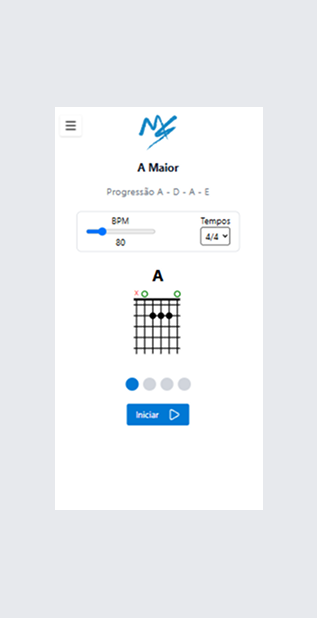 A Maior
Progressão A - D - A - E
BPM
Tempos
80
4/4
A
x
Iniciar